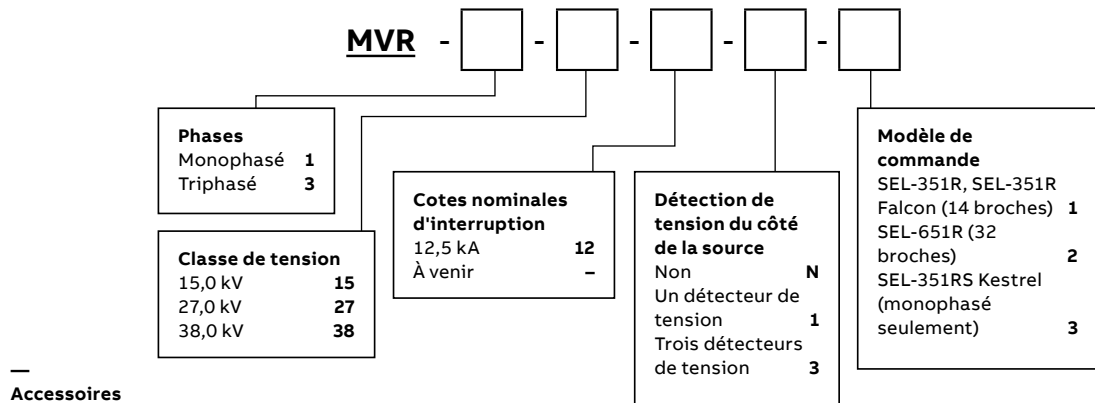 MVR - - - - -
Phases
Monophasé 1
Triphasé 3
Classe de tension
15,0 kV 15
27,0 kV 27
38,0 kV 38
Cotes nominales
d'interruption
12,5 kA 12
À venir –
Détection de
tension du côté
de la source
Non N
Un détecteur de
tension 1
Trois détecteurs
de tension 3
Modèle de
commande
SEL-351R, SEL-351R
Falcon (14 broches) 1
SEL-651R (32
broches) 2
SEL-351RS Kestrel
(monophasé
seulement) 3
—
Accessoires